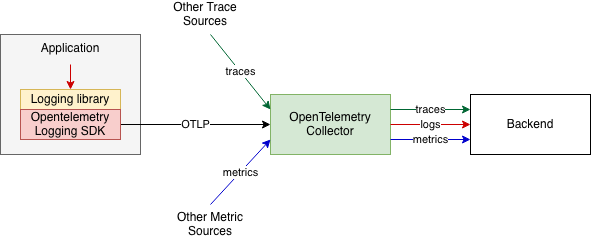 Other Trace
Sources
Application
traces
Logging library
Opentelemetry
Logging SDK
OTLP
OpenTelemetry
Collector
traces
logs
metrics
Backend
metrics
Other Metric
Sources